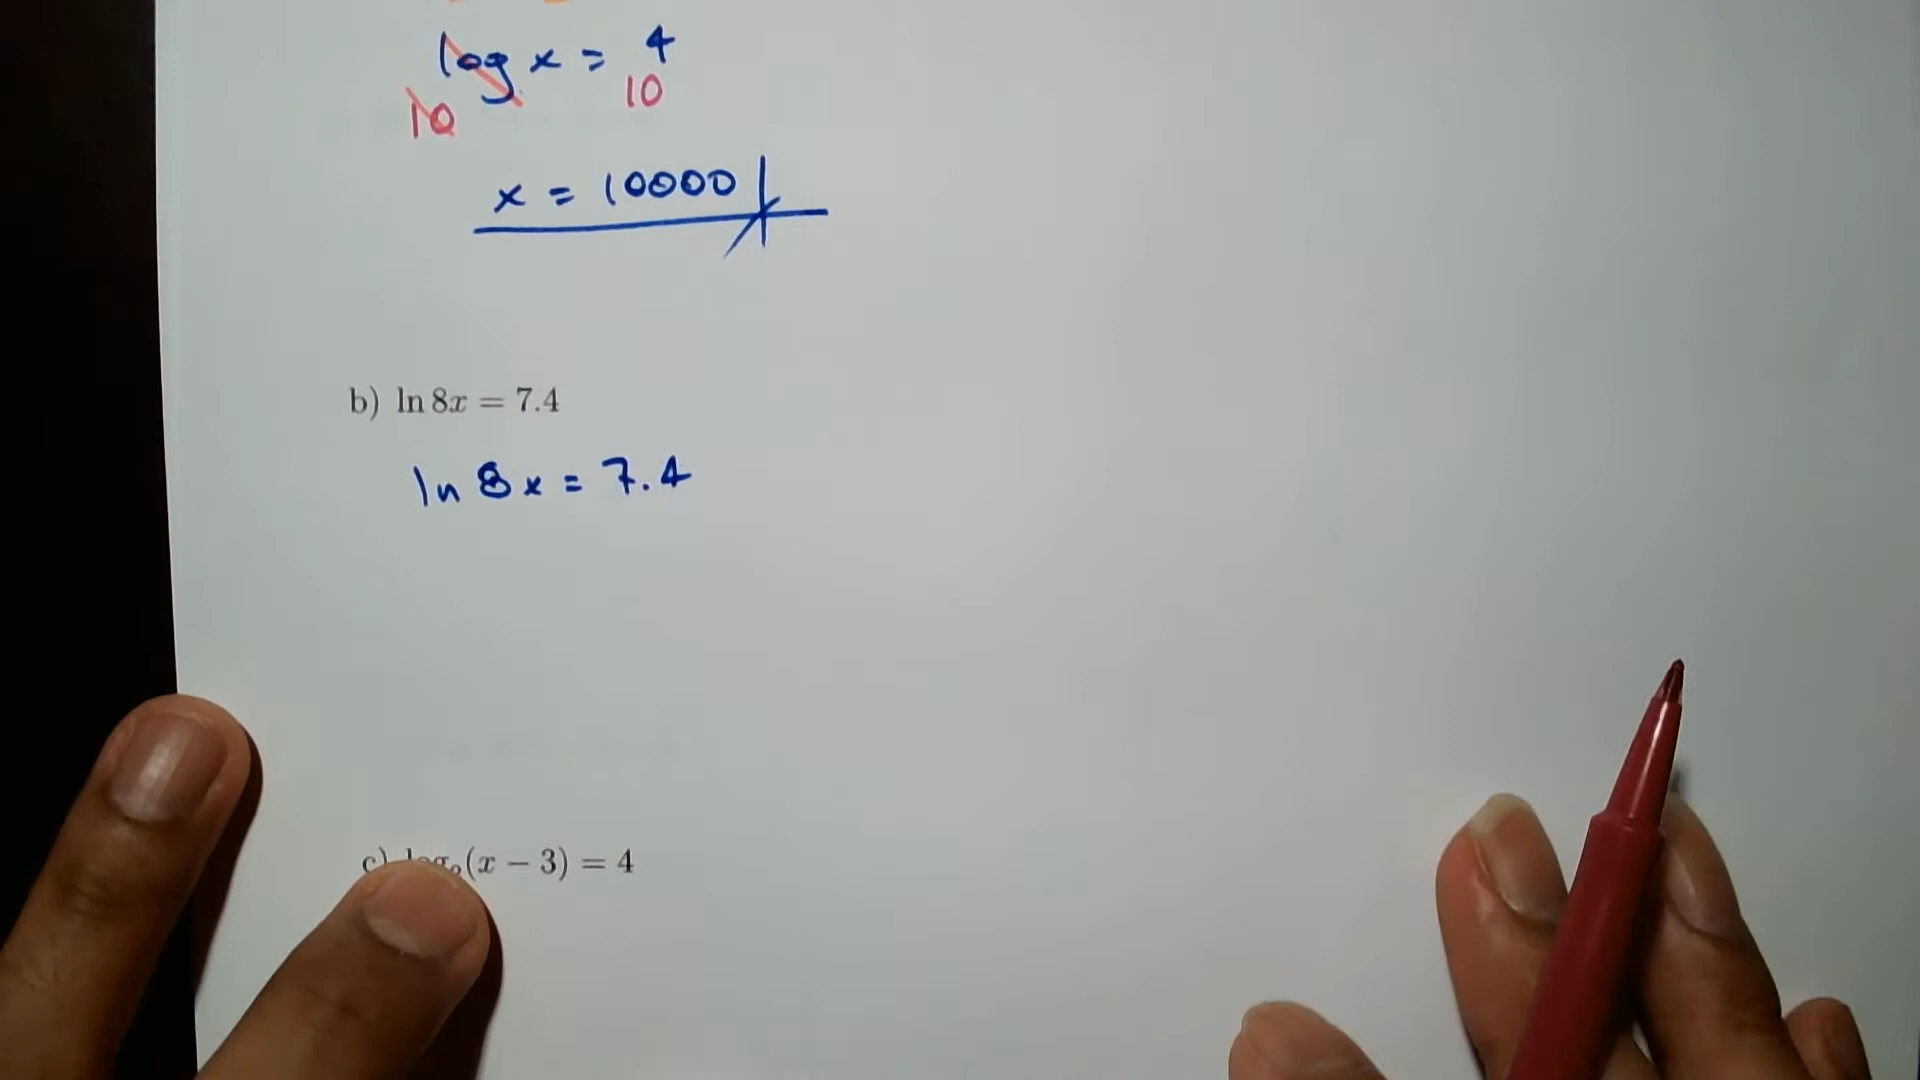 log x = 4
10 10
x = 10000
b) ln 8x = 7.4
ln 8x = 7.4
c) (x − 3) = 4